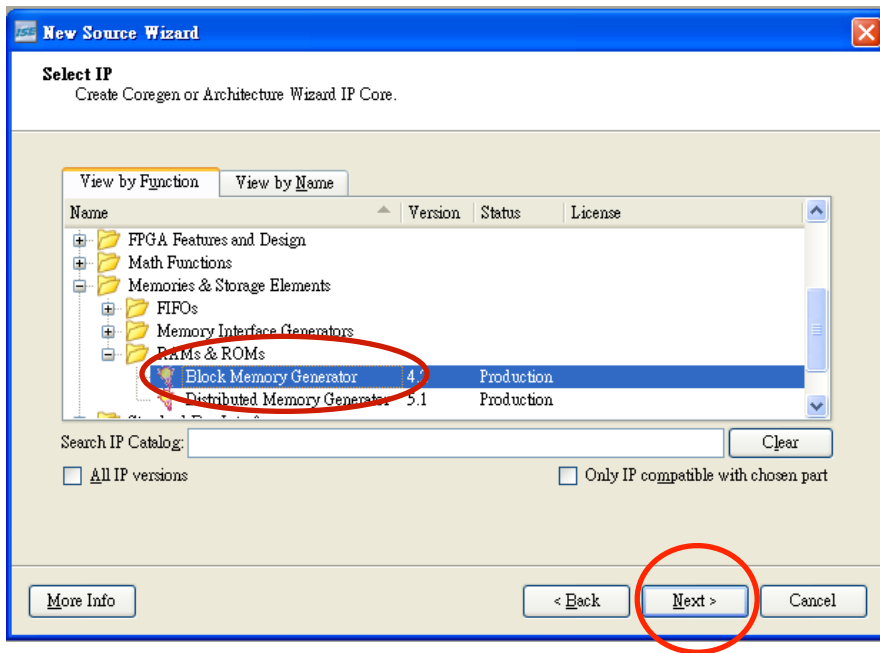 ISE New Source Wizard
Select IP
Create Coregen or Architecture Wizard IP Core.
View by Function View by Name
Name Version Status License
FPGA Features and Design
Math Functions
Memories & Storage Elements
FIFOs
Memory Interface Generators
RAMs & ROMs
Block Memory Generator Production
Distributed Memory Generator 5.1 Production
Search IP Catalog: Clear
All IP versions Only IP compatible with chosen part
More Info < Back Next > Cancel